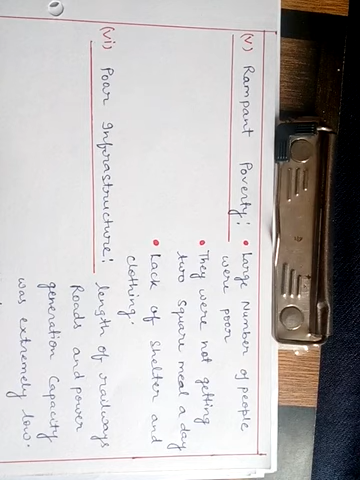 (v) Rampant Poverty: • Large Number of people
were poor
• They were not getting
two square meal a day
• Lack of Shelter and
clothing.
(vi) Poar Infrastructure: length of railways
Roads and power
generation Capacity
was extremely low.